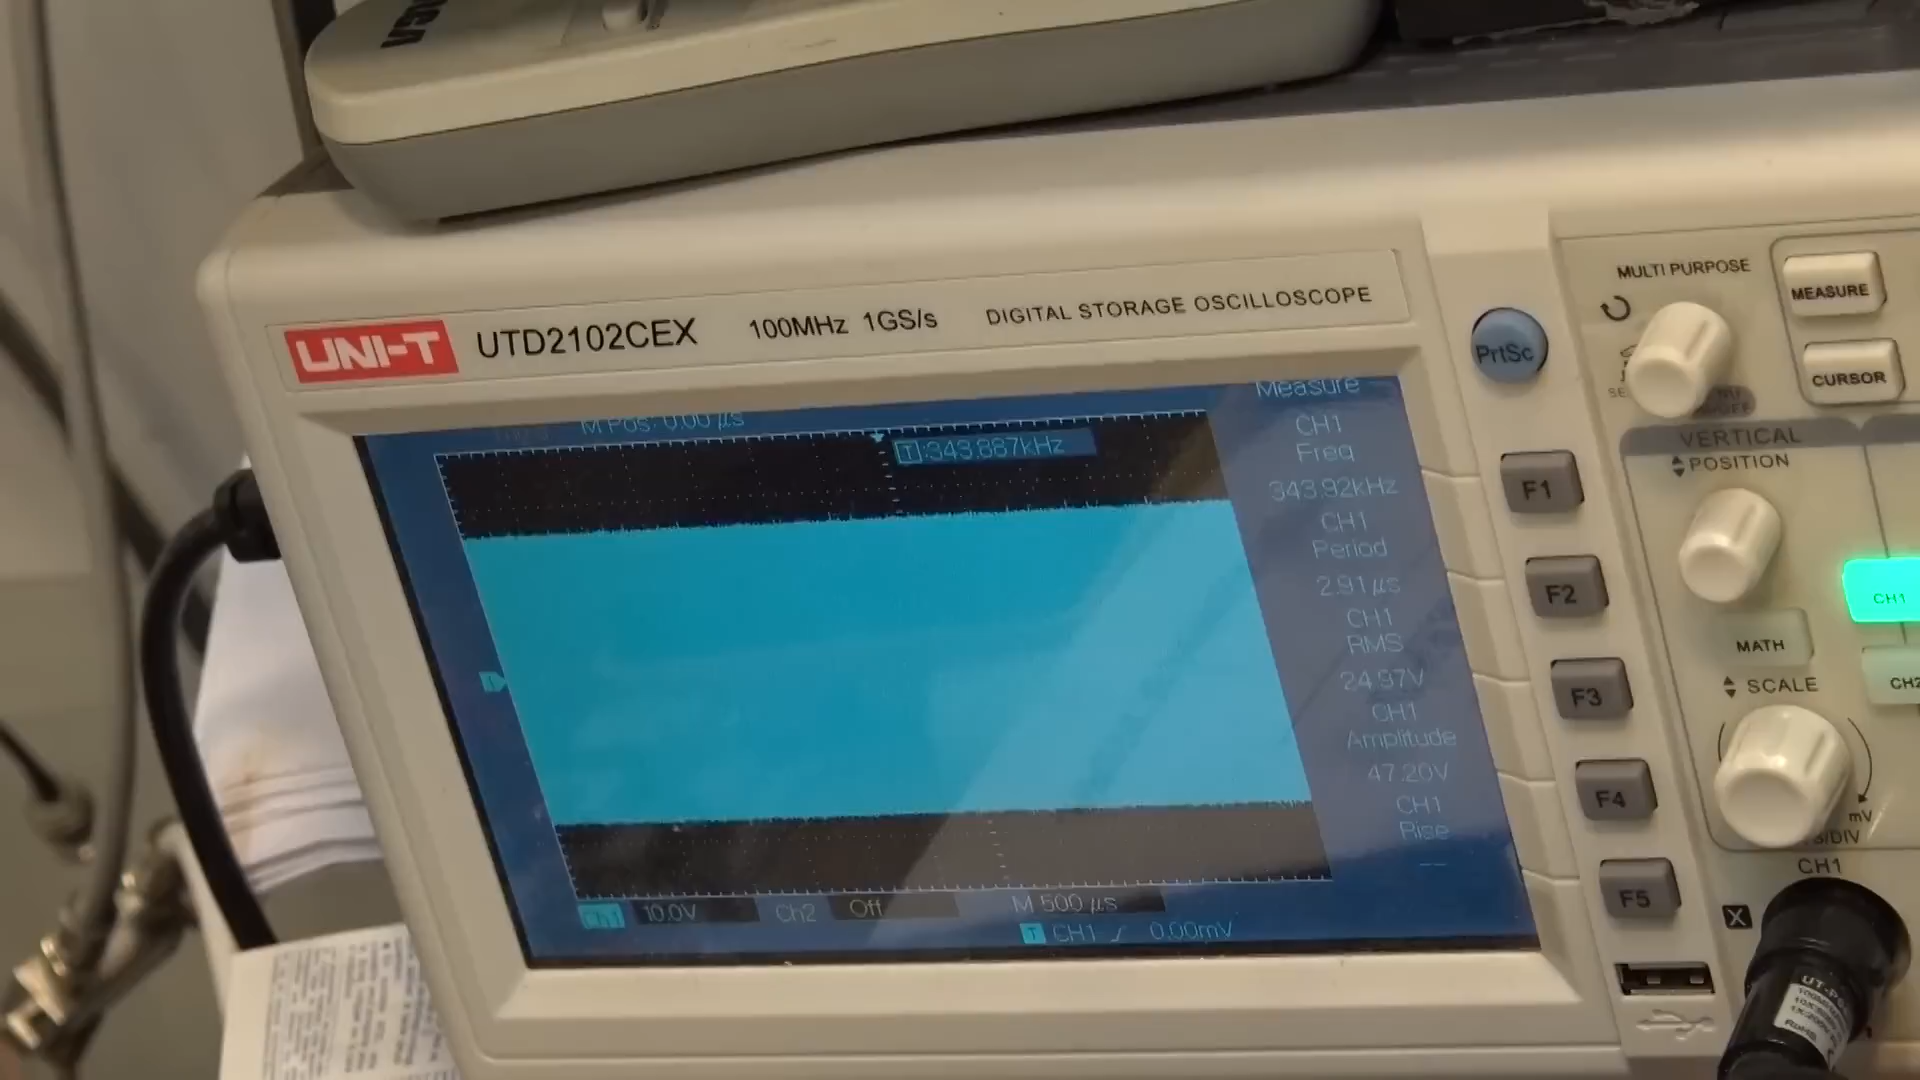 RCA
UNI-T UTD2102CEX 100MHz 1GS/s DIGITAL STORAGE OSCILLOSCOPE
PrtSc
MULTI PURPOSE
MEASURE
CURSOR
M Pos: 0.00μs
T:343.887kHz
Measure
CH1
Freq
343.92kHz
CH1
Period
2.91μs
CH1
RMS
24.97V
CH1
Amplitude
47.20V
CH1
Rise
---
Ch1 10.0V Ch2 Off M 500μs
T CH1 0.00mV
F1
F2
F3
F4
F5
VERTICAL
POSITION
CH1
MATH
CH2
SCALE
mV
CH1
X